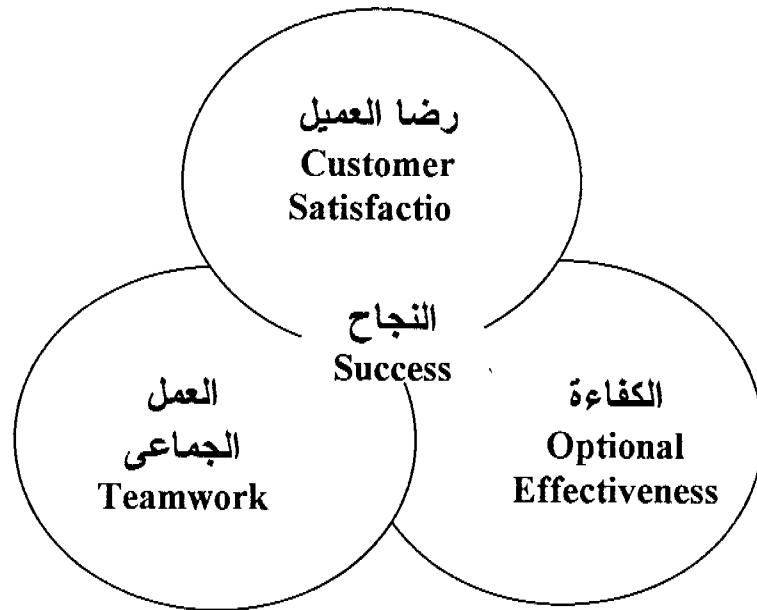 رضا العميل
Customer
Satisfactio
النجاح
Success
العمل
الجماعى
Teamwork
الكفاءة
Optional
Effectiveness